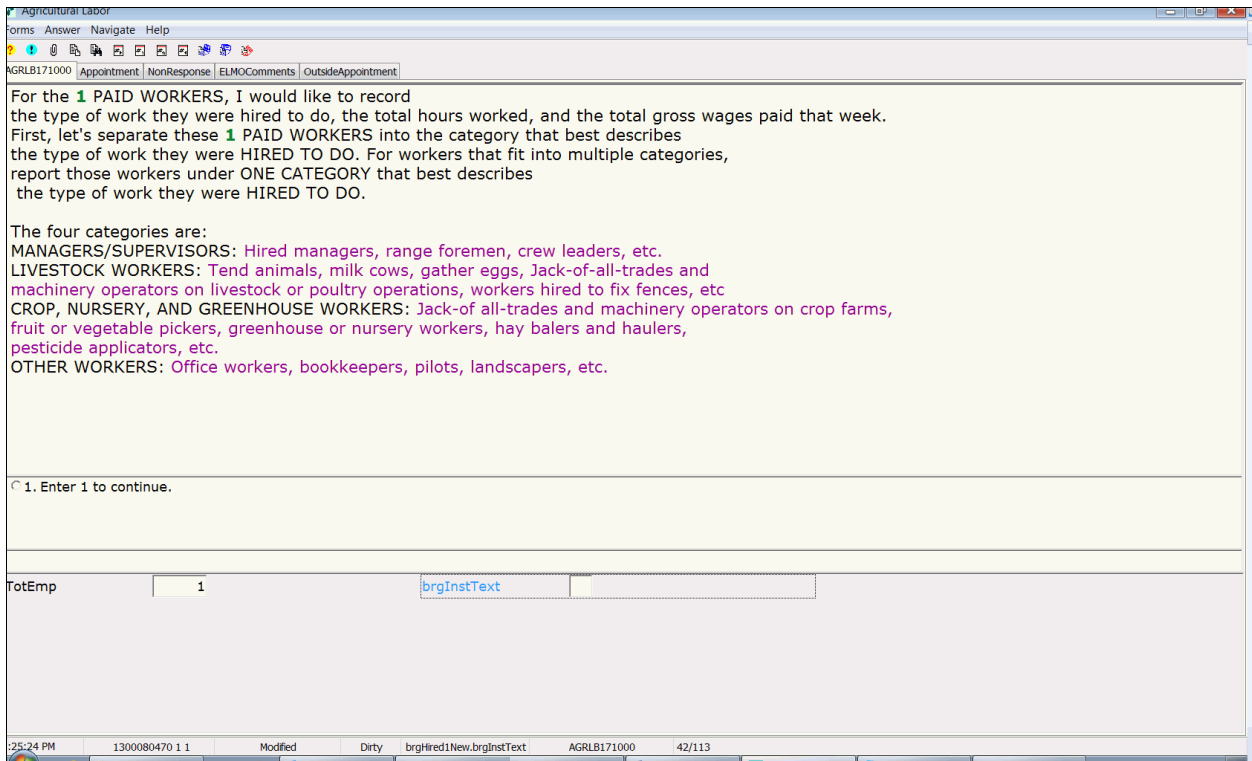 Agricultural Labor
Forms Answer Navigate Help
AGRLB171000 Appointment NonResponse ELMOComments OutsideAppointment
For the 1 PAID WORKERS, I would like to record
the type of work they were hired to do, the total hours worked, and the total gross wages paid that week.
First, let's separate these 1 PAID WORKERS into the category that best describes
the type of work they were HIRED TO DO. For workers that fit into multiple categories,
report those workers under ONE CATEGORY that best describes
the type of work they were HIRED TO DO.
The four categories are:
MANAGERS/SUPERVISORS: Hired managers, range foremen, crew leaders, etc.
LIVESTOCK WORKERS: Tend animals, milk cows, gather eggs, Jack-of-all-trades and
machinery operators on livestock or poultry operations, workers hired to fix fences, etc
CROP, NURSERY, AND GREENHOUSE WORKERS: Jack-of all-trades and machinery operators on crop farms,
fruit or vegetable pickers, greenhouse or nursery workers, hay balers and haulers,
pesticide applicators, etc.
OTHER WORKERS: Office workers, bookkeepers, pilots, landscapers, etc.
1. Enter 1 to continue.
TotEmp 1 brgInstText
:25:24 PM 1300080470 1 1 Modified Dirty brgHired1New.brgInstText AGRLB171000 42/113